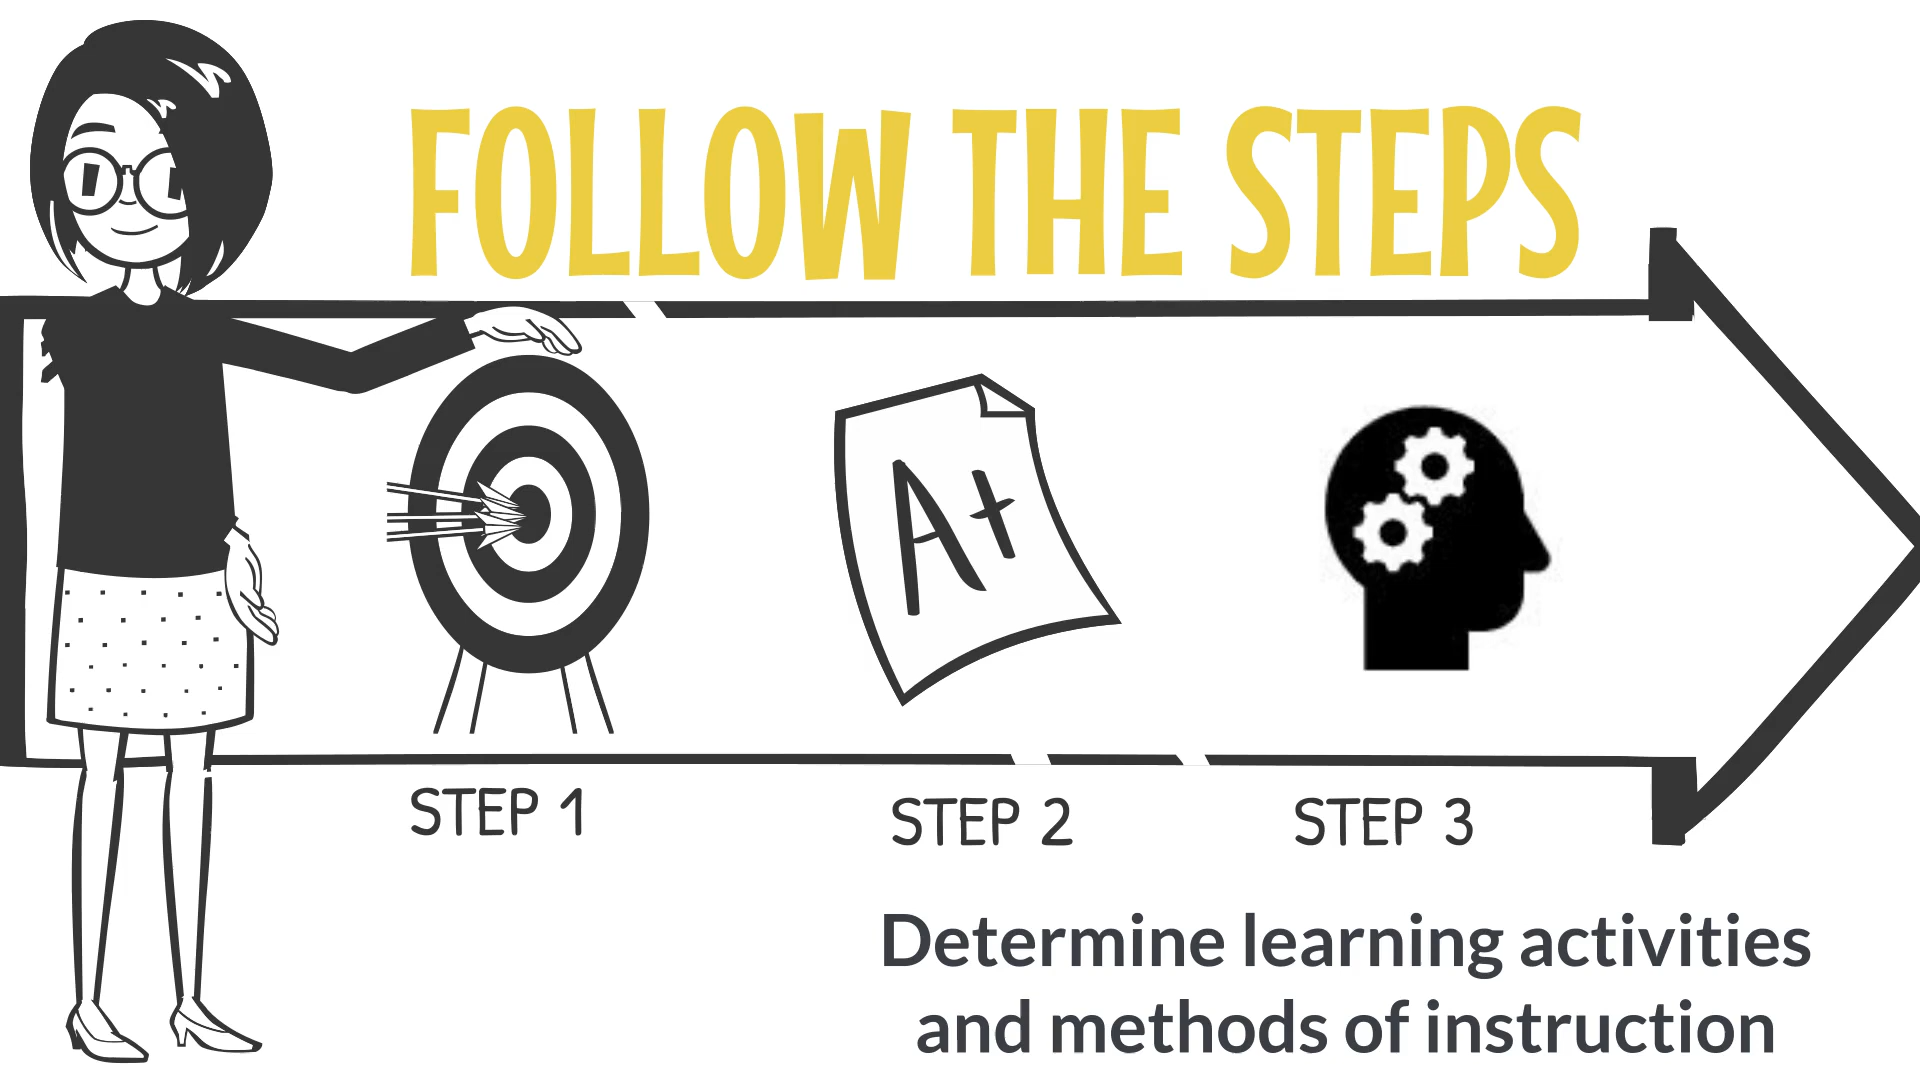 FOLLOW THE STEPS
A+
STEP 1
STEP 2
STEP 3
Determine learning activities
and methods of instruction